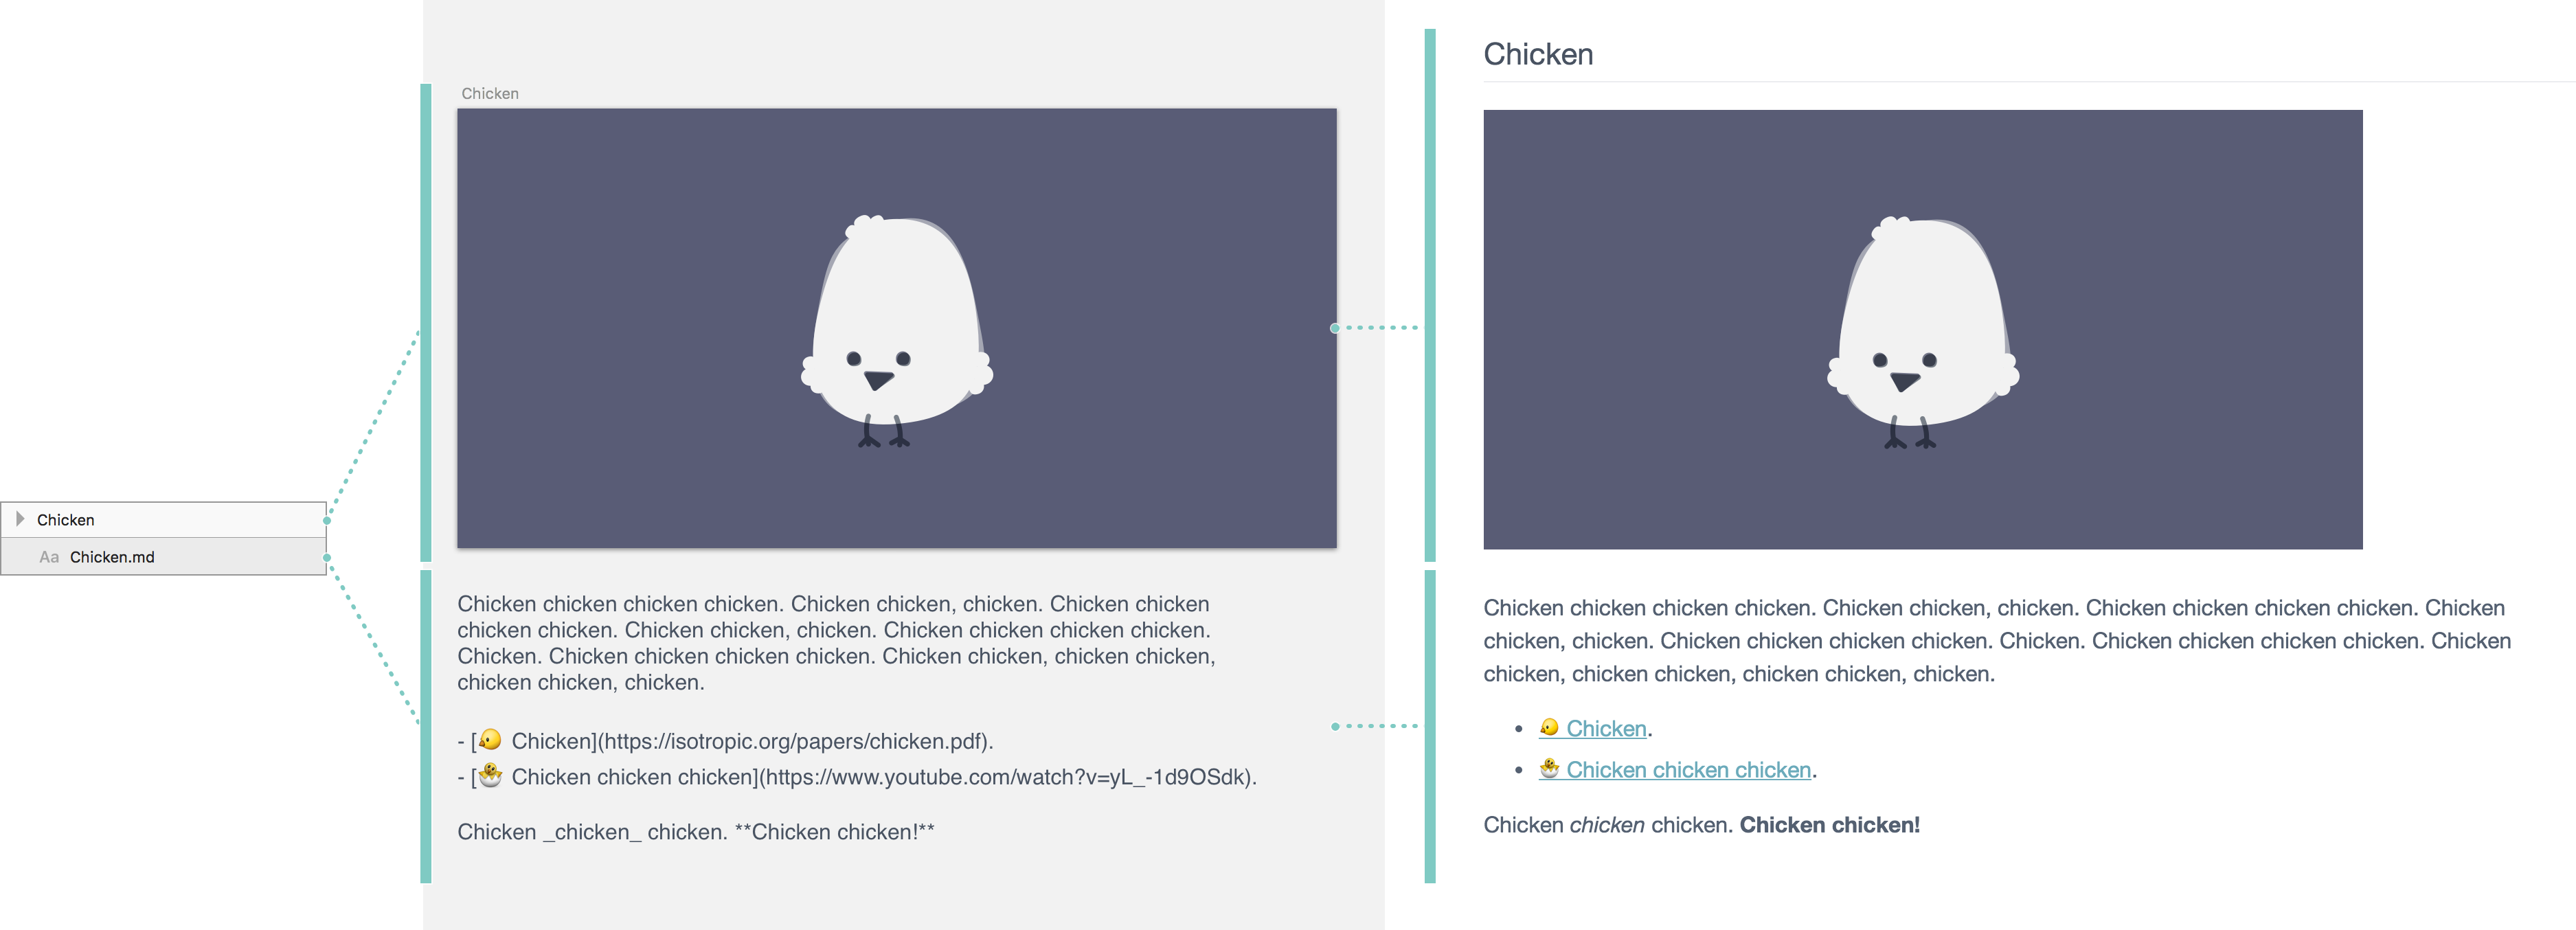 Chicken
Aa Chicken.md
Chicken
Chicken chicken chicken chicken. Chicken chicken, chicken. Chicken chicken
chicken chicken. Chicken chicken, chicken. Chicken chicken chicken chicken.
Chicken. Chicken chicken chicken chicken. Chicken chicken, chicken chicken,
chicken chicken, chicken.
- [🐤 Chicken](https://isotropic.org/papers/chicken.pdf).
- [🐣 Chicken chicken chicken](https://www.youtube.com/watch?v=yL_-1d9OSdk).
Chicken _chicken_ chicken. **Chicken chicken!**
Chicken
Chicken chicken chicken chicken. Chicken chicken, chicken. Chicken chicken chicken chicken. Chicken
chicken, chicken. Chicken chicken chicken chicken. Chicken. Chicken chicken chicken chicken. Chicken
chicken, chicken chicken, chicken chicken, chicken.
• 🐤 Chicken.
• 🐣 Chicken chicken chicken.
Chicken chicken chicken. Chicken chicken!